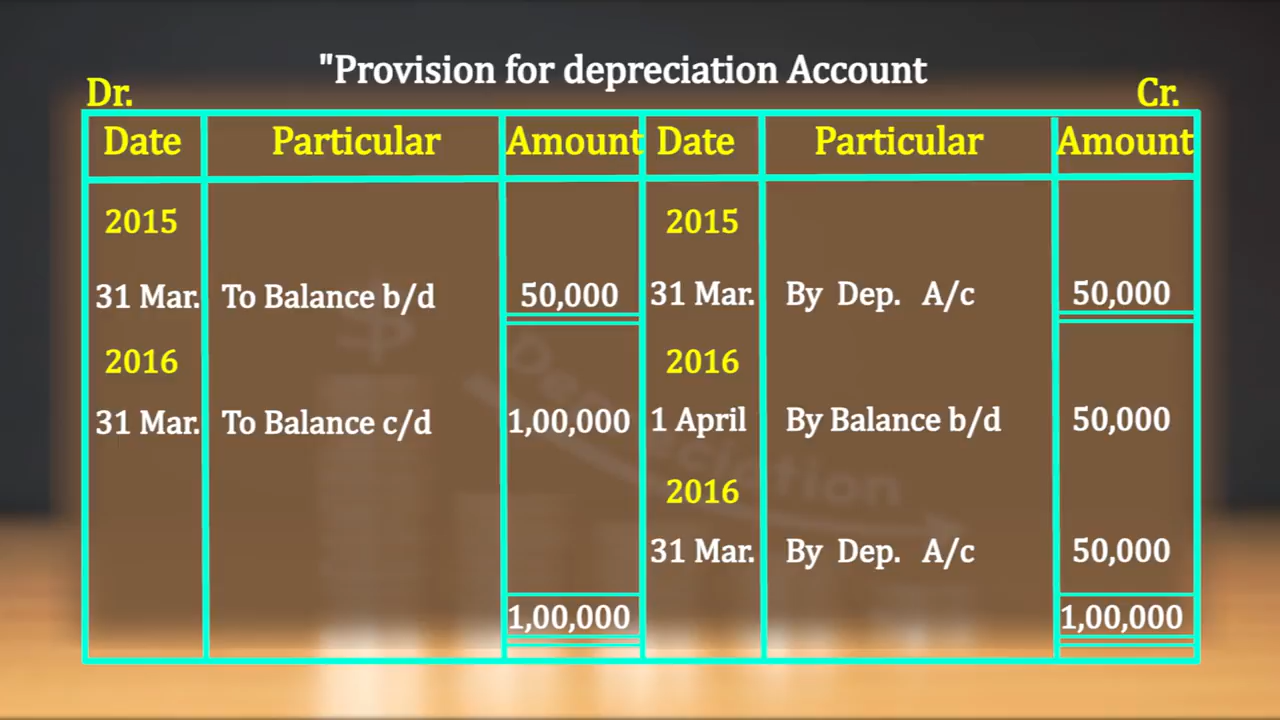 "Provision for depreciation Account
Dr. Cr.
Date Particular Amount Date Particular Amount
2015 2015
31 Mar. To Balance b/d 50,000 31 Mar. By Dep. A/c 50,000
2016 2016
31 Mar. To Balance c/d 1,00,000 1 April By Balance b/d 50,000
2016
31 Mar. By Dep. A/c 50,000
1,00,000 1,00,000
$
Depreciation